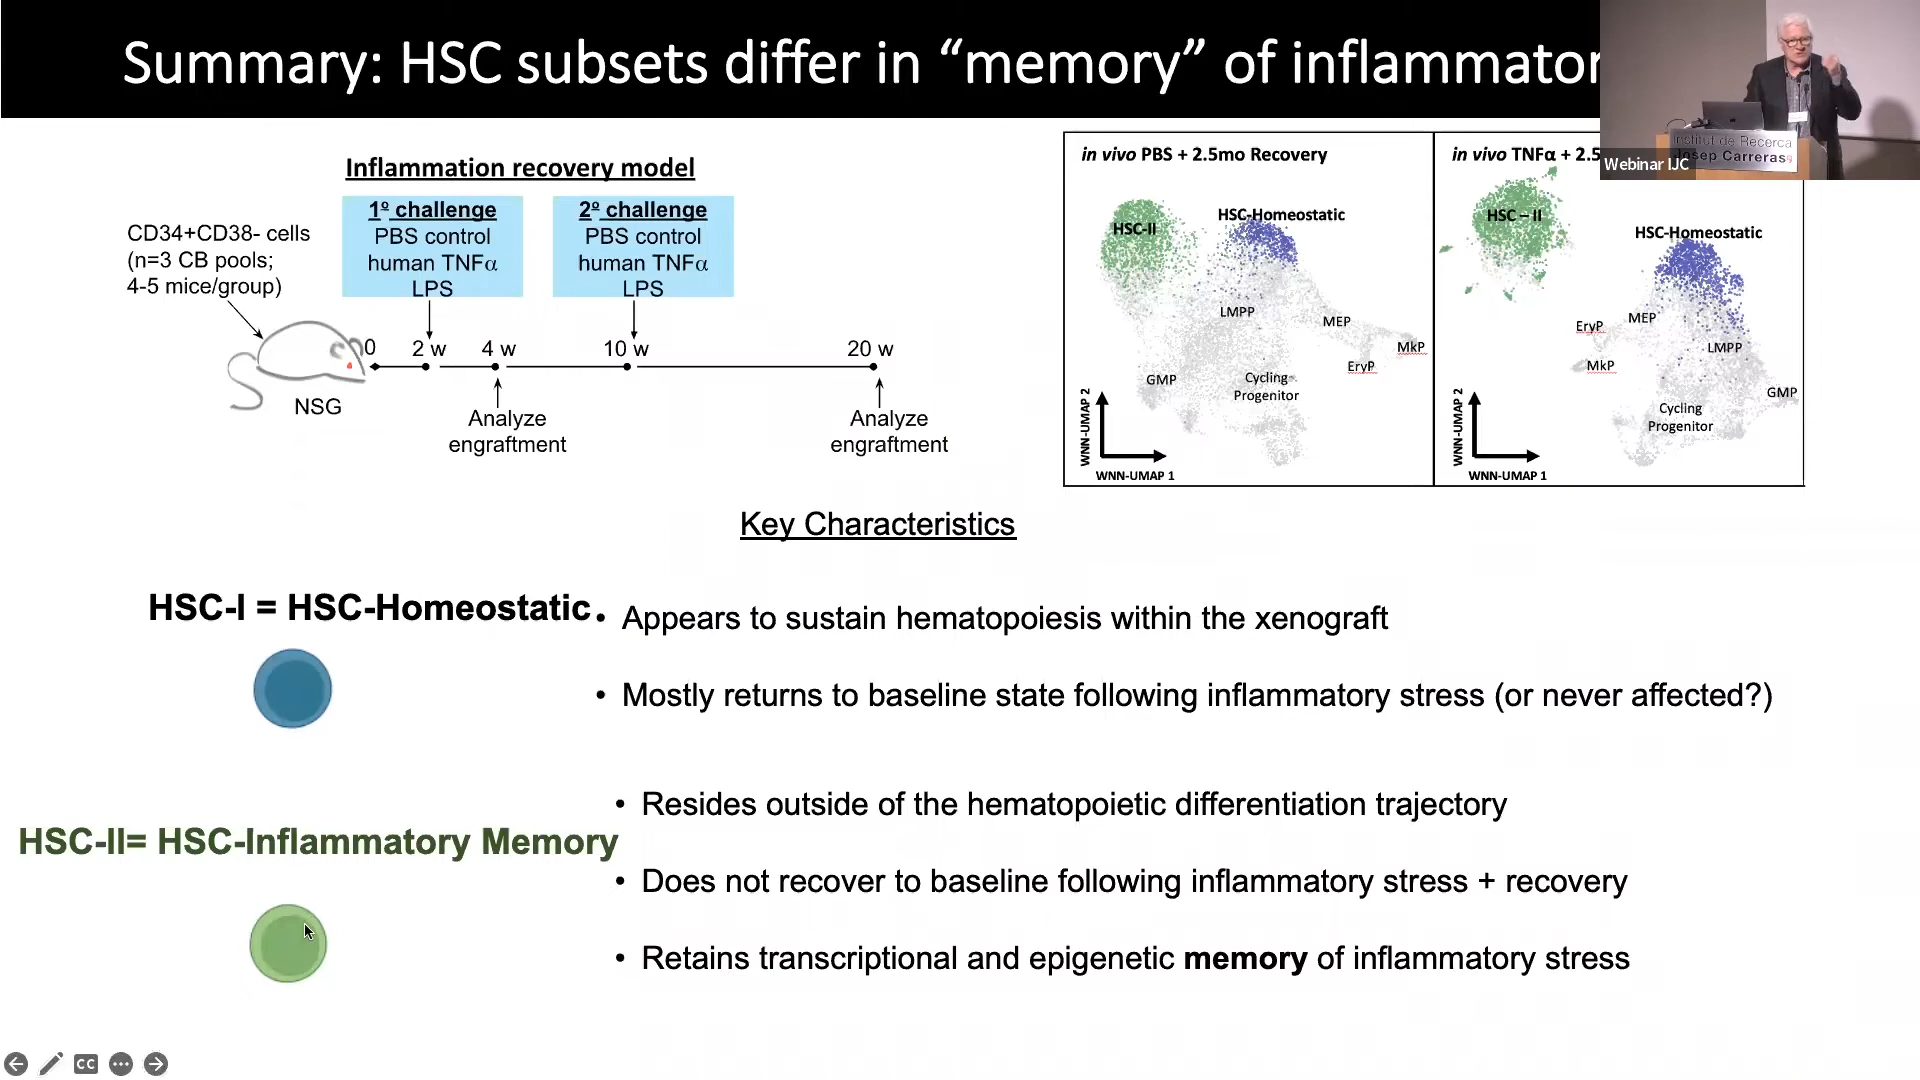 Summary: HSC subsets differ in “memory” of inflammator
Webinar IJC
Institut de Recerca
Josep Carreras
Inflammation recovery model
1º challenge
PBS control
human TNFα
LPS
2º challenge
PBS control
human TNFα
LPS
CD34+CD38- cells
(n=3 CB pools;
4-5 mice/group)
0
2 w
4 w
10 w
20 w
NSG
Analyze
engraftment
Analyze
engraftment
in vivo PBS + 2.5mo Recovery
HSC-II
HSC-Homeostatic
LMPP
MEP
MkP
EryP
GMP
Cycling
Progenitor
WNN-UMAP 2
WNN-UMAP 1
in vivo TNFα + 2.5
HSC – II
HSC-Homeostatic
MEP
EryP
LMPP
MkP
GMP
Cycling
Progenitor
WNN-UMAP 2
WNN-UMAP 1
Key Characteristics
HSC-I = HSC-Homeostatic
• Appears to sustain hematopoiesis within the xenograft
• Mostly returns to baseline state following inflammatory stress (or never affected?)
HSC-II= HSC-Inflammatory Memory
• Resides outside of the hematopoietic differentiation trajectory
• Does not recover to baseline following inflammatory stress + recovery
• Retains transcriptional and epigenetic memory of inflammatory stress
CC